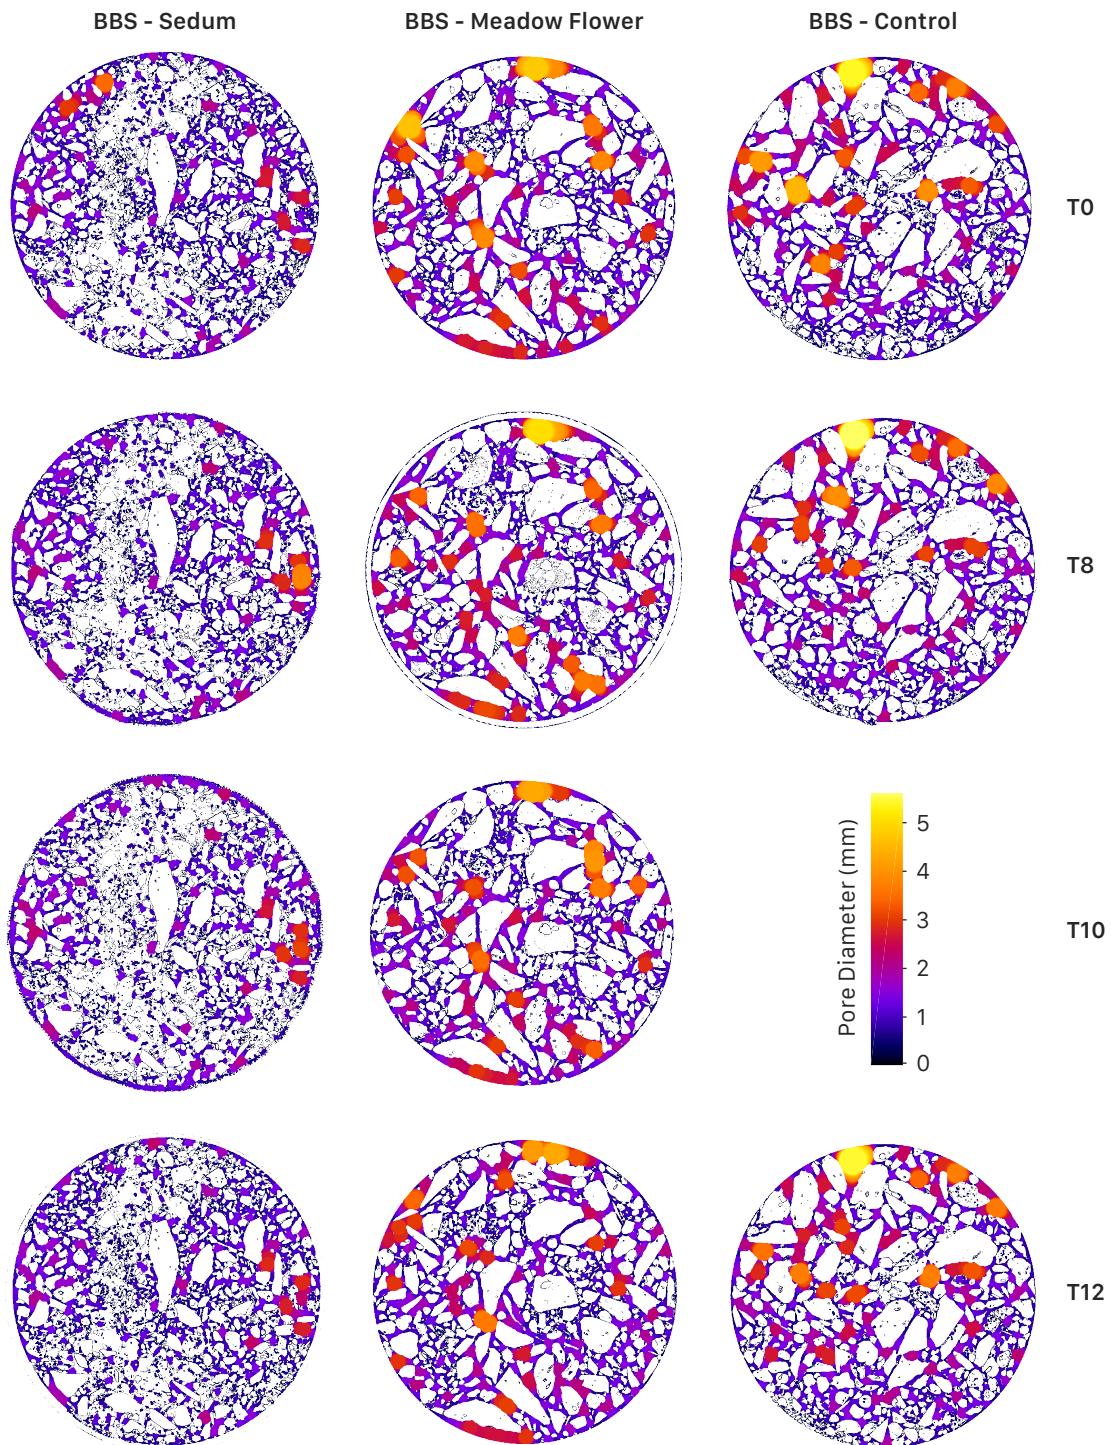 BBS - Sedum
BBS - Meadow Flower
BBS - Control
T0
T8
T10
Pore Diameter (mm)
5
4
3
2
1
0
T12